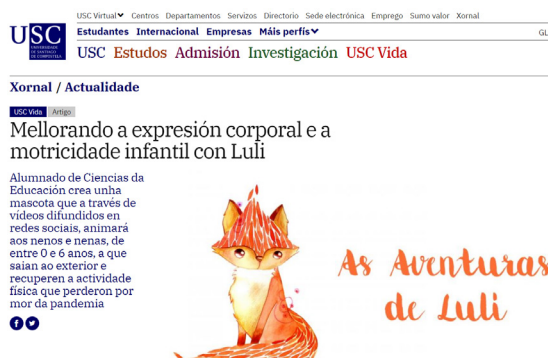 USC Virtual Centros Departamentos Servizos Directorio Sede electrónica Emprego Sumo valor Xornal
USC
UNIVERSIDADE
DE SANTIAGO
DE COMPOSTELA
Estudantes Internacional Empresas Máis perfís
GL
USC Estudos Admisión Investigación USC Vida
Xornal / Actualidade
USC Vida Artigo
Mellorando a expresión corporal e a
motricidade infantil con Luli
Alumnado de Ciencias da
Educación crea unha
mascota que a través de
vídeos difundidos en
redes sociais, animará
aos nenos e nenas, de
entre 0 e 6 anos, a que
saian ao exterior e
recuperen a actividade
física que perderon por
mor da pandemia
As Aventuras
de Luli